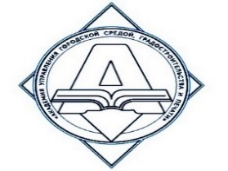 «АКАДЕМИЯ УПРАВЛЕНИЯ ГОРОДСКОЙ СРЕДОЙ, ГРАДОСТРОИТЕЛЬСТВА И ПЕЧАТИ»